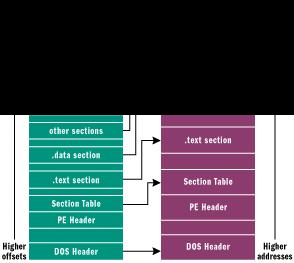 other sections
.data section
.text section
Section Table
PE Header
DOS Header
Higher
offsets
.text section
Section Table
PE Header
DOS Header
Higher
addresses